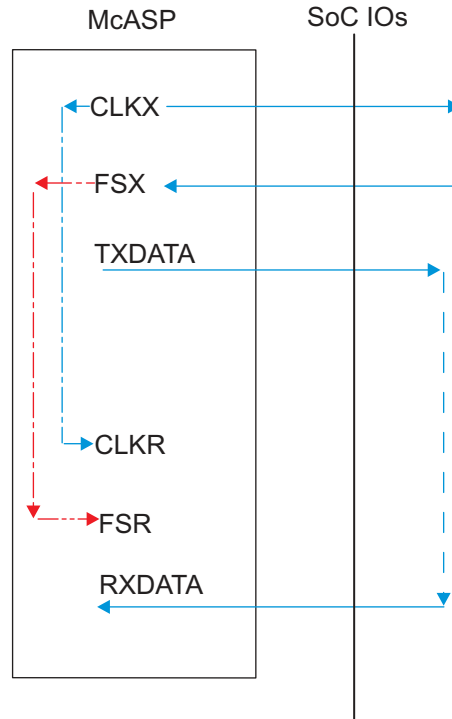 McASP
SoC IOs
CLKX
FSX
TXDATA
CLKR
FSR
RXDATA